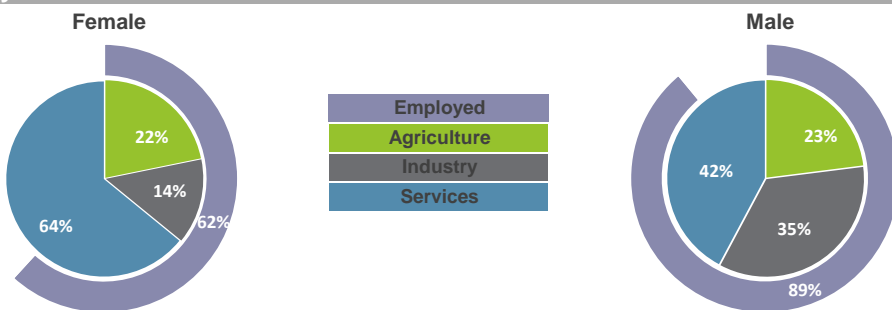 Female
Male
Employed
Agriculture
Industry
Services
22%
14%
62%
64%
23%
42%
35%
89%